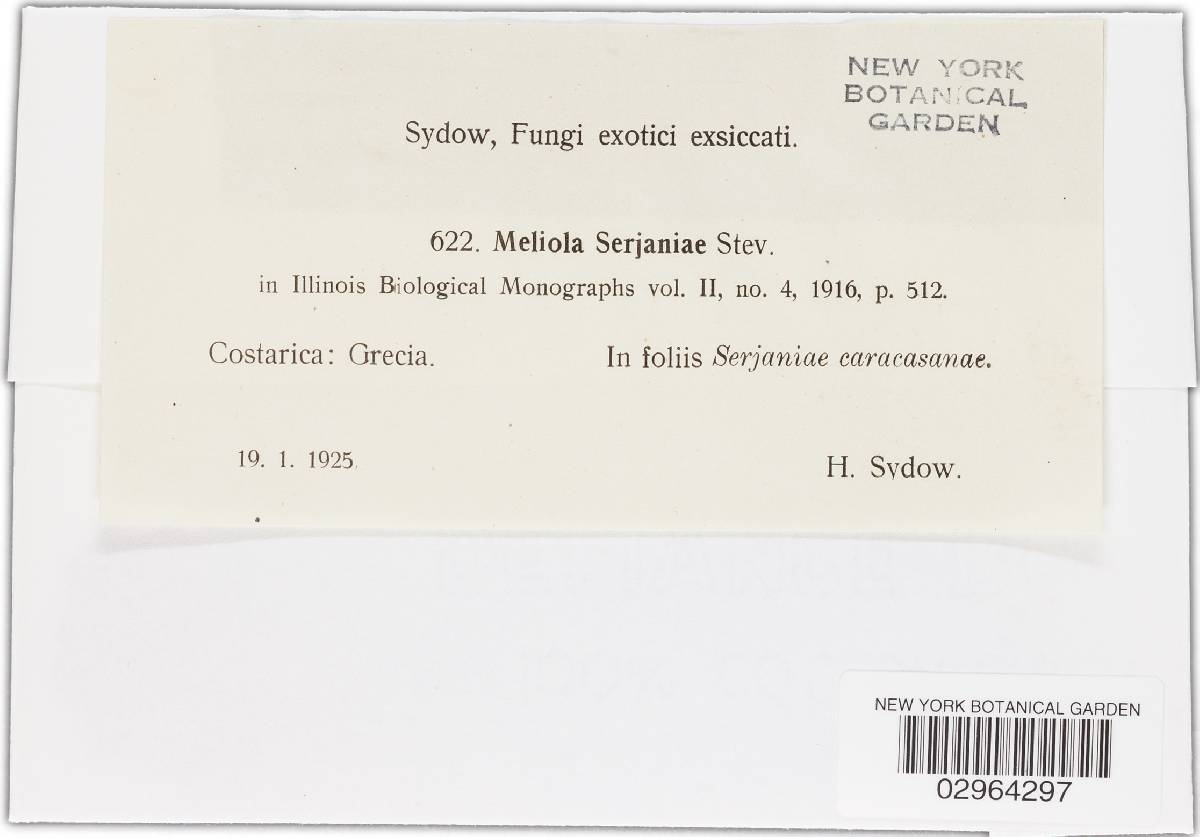 NEW YORK
BOTANICAL
GARDEN
Sydow, Fungi exotici exsiccati.
622. Meliola Serjaniae Stev.
in Illinois Biological Monographs vol. II, no. 4, 1916, p. 512.
Costarica: Grecia. In foliis Serjaniae caracasanae.
19. 1. 1925. H. Sydow.
NEW YORK BOTANICAL GARDEN
02964297